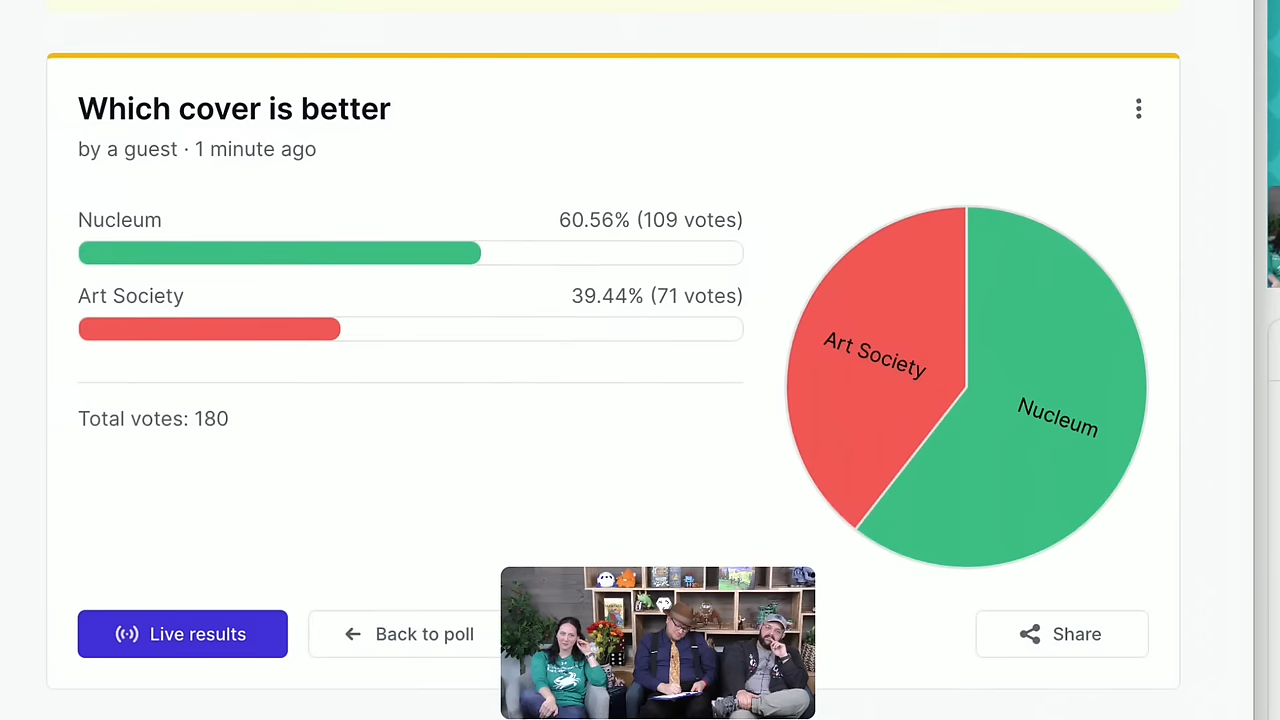 Which cover is better
by a guest · 1 minute ago
Nucleum 60.56% (109 votes)
Art Society 39.44% (71 votes)
Total votes: 180
Art Society
Nucleum
Live results
Back to poll
Share